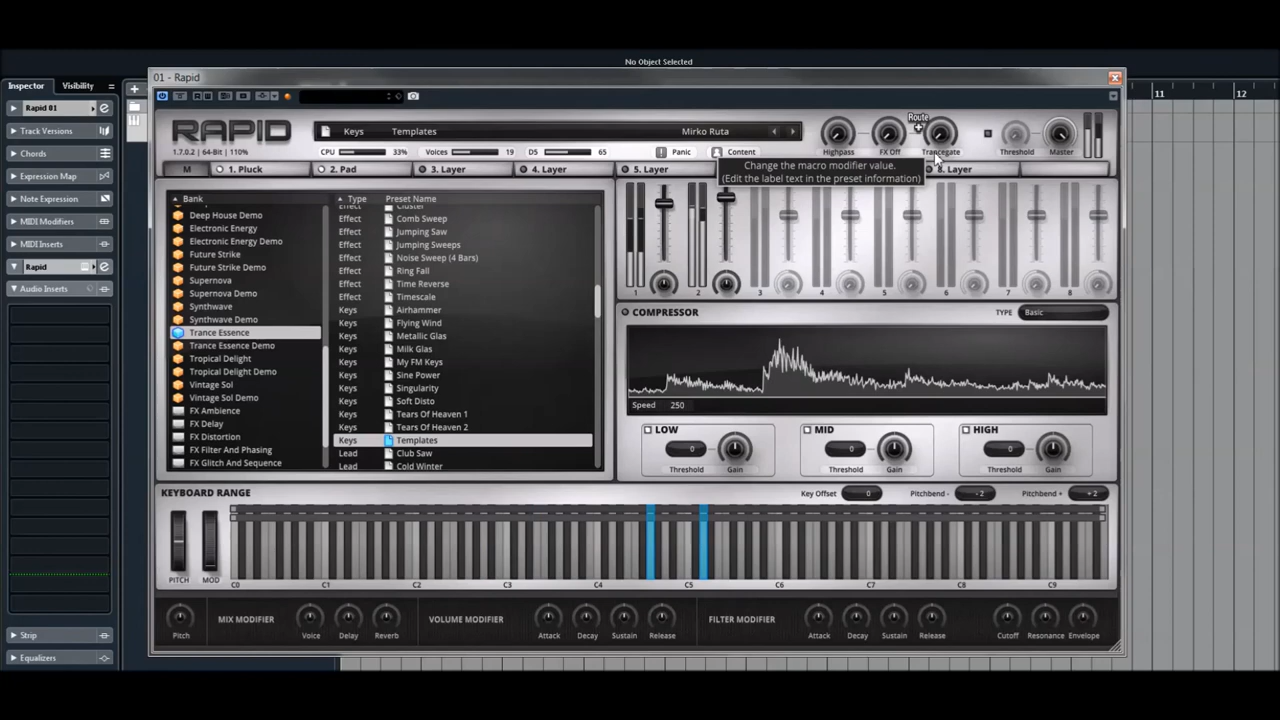 No Object Selected
Inspector
Visibility
Rapid 01
Track Versions
Chords
Expression Map
Note Expression
MIDI Modifiers
MIDI Inserts
Rapid
Audio Inserts
Strip
Equalizers
11
12
01 - Rapid
RAPID
Keys
Templates
Mirko Ruta
1.7.0.2 | 64-Bit | 110%
CPU
33%
Voices
19
D5
65
Panic
Content
Highpass
FX Off
Route
Trancegate
Threshold
Master
Change the macro modifier value.
(Edit the label text in the preset information)
M
1. Pluck
2. Pad
3. Layer
4. Layer
5. Layer
8. Layer
Bank
Deep House Demo
Electronic Energy
Electronic Energy Demo
Future Strike
Future Strike Demo
Supernova
Supernova Demo
Synthwave
Synthwave Demo
Trance Essence
Trance Essence Demo
Tropical Delight
Tropical Delight Demo
Vintage Sol
Vintage Sol Demo
FX Ambience
FX Delay
FX Distortion
FX Filter And Phasing
FX Glitch And Sequence
Type
Preset Name
Effect
Cluster
Effect
Comb Sweep
Effect
Jumping Saw
Effect
Jumping Sweeps
Effect
Noise Sweep (4 Bars)
Effect
Ring Fall
Effect
Time Reverse
Effect
Timescale
Keys
Airhammer
Keys
Flying Wind
Keys
Metallic Glas
Keys
Milk Glas
Keys
My FM Keys
Keys
Sine Power
Keys
Singularity
Keys
Soft Disto
Keys
Tears Of Heaven 1
Keys
Tears Of Heaven 2
Keys
Templates
Lead
Club Saw
Lead
Cold Winter
1
2
3
4
5
6
7
8
COMPRESSOR
TYPE
Basic
Speed
250
LOW
0
Threshold
Gain
MID
0
Threshold
Gain
HIGH
0
Threshold
Gain
KEYBOARD RANGE
Key Offset
0
Pitchbend -
- 2
Pitchbend +
+ 2
PITCH
MOD
C0
C1
C2
C3
C4
C5
C6
C7
C8
C9
Pitch
MIX MODIFIER
Voice
Delay
Reverb
VOLUME MODIFIER
Attack
Decay
Sustain
Release
FILTER MODIFIER
Attack
Decay
Sustain
Release
Cutoff
Resonance
Envelope